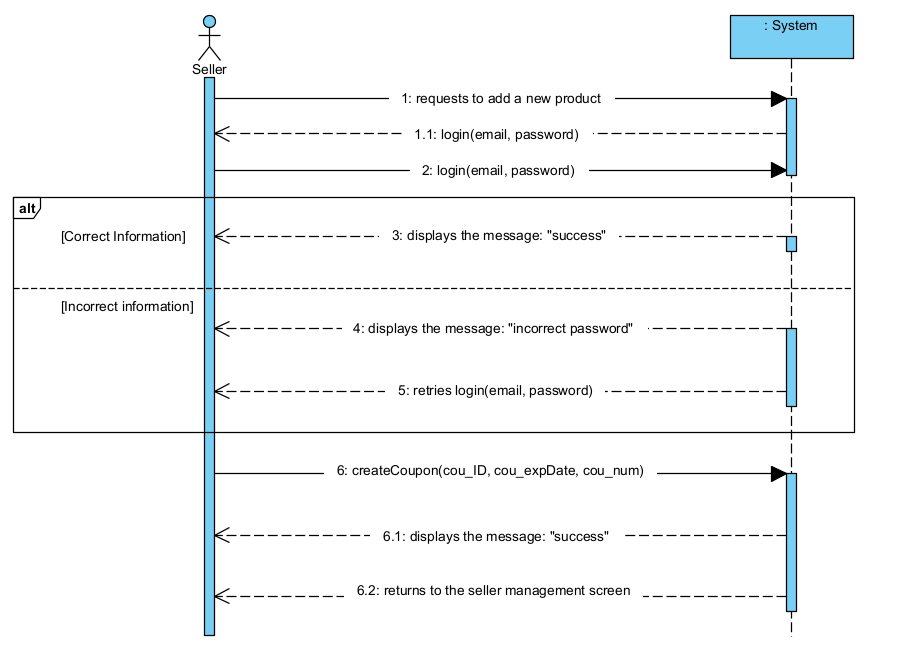 : System
Seller
1: requests to add a new product
1.1: login(email, password)
2: login(email, password)
alt
[Correct Information]
3: displays the message: "success"
[Incorrect information]
4: displays the message: "incorrect password"
5: retries login(email, password)
6: createCoupon(cou_ID, cou_expDate, cou_num)
6.1: displays the message: "success"
6.2: returns to the seller management screen